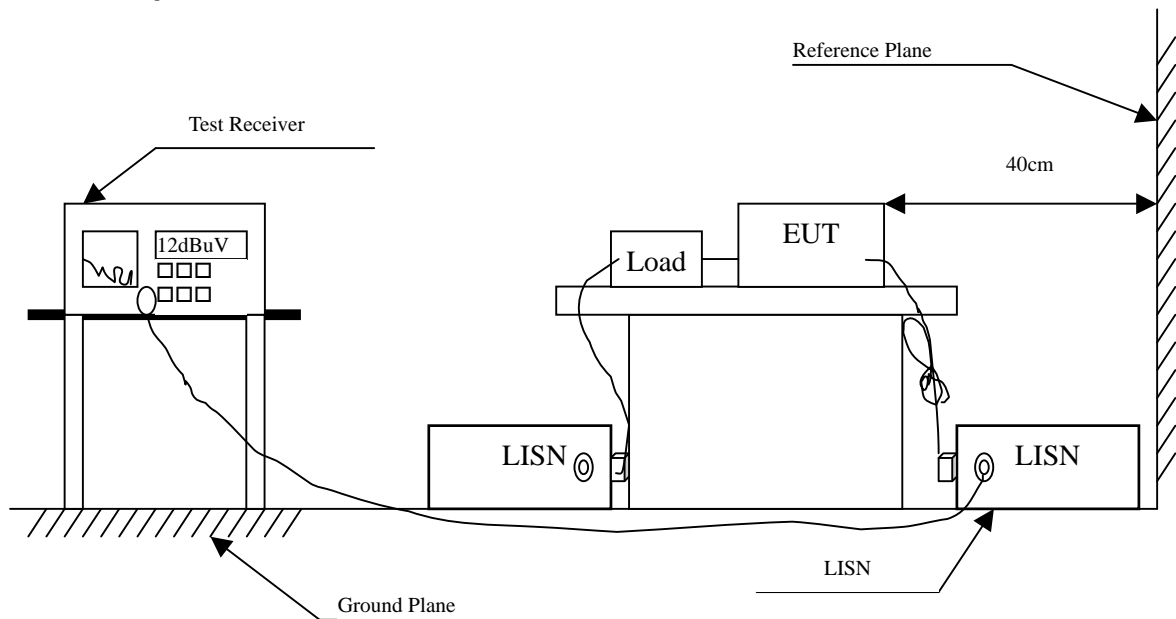 Reference Plane
Test Receiver
40cm
12dBuV
EUT
Load
LISN
LISN
LISN
Ground Plane